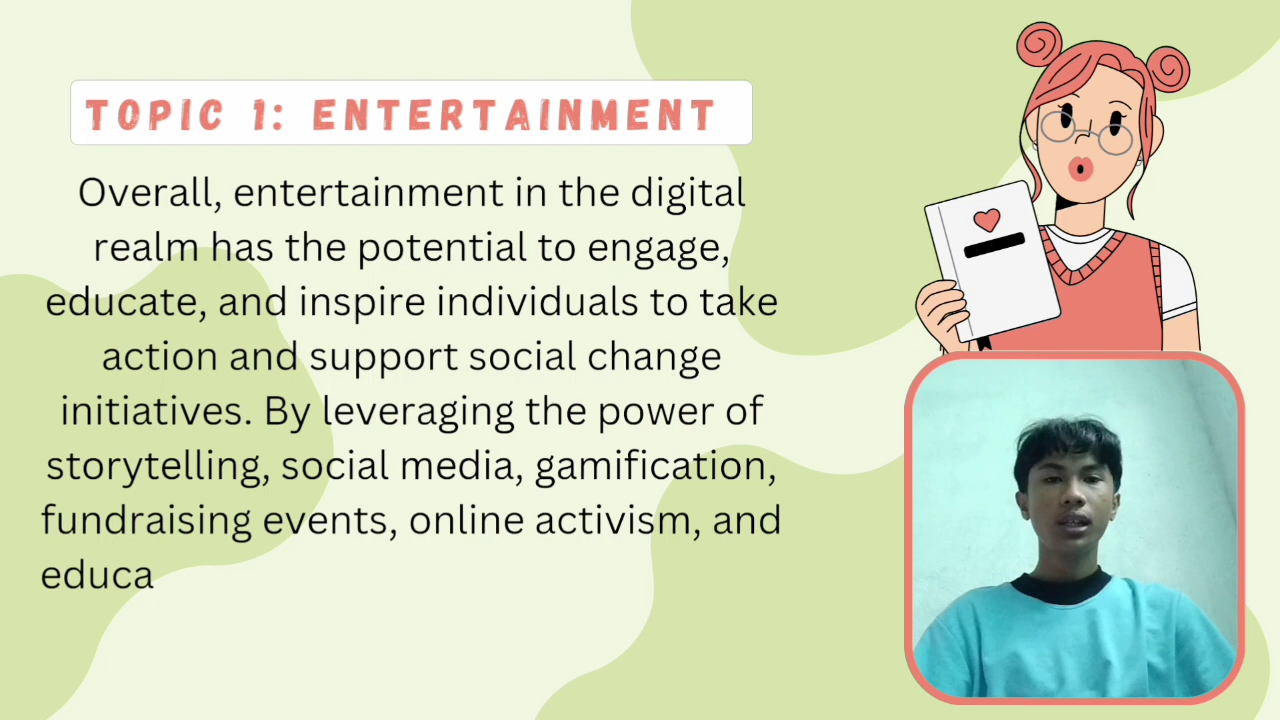 TOPIC 1: ENTERTAINMENT
Overall, entertainment in the digital
realm has the potential to engage,
educate, and inspire individuals to take
action and support social change
initiatives. By leveraging the power of
storytelling, social media, gamification,
fundraising events, online activism, and
educa